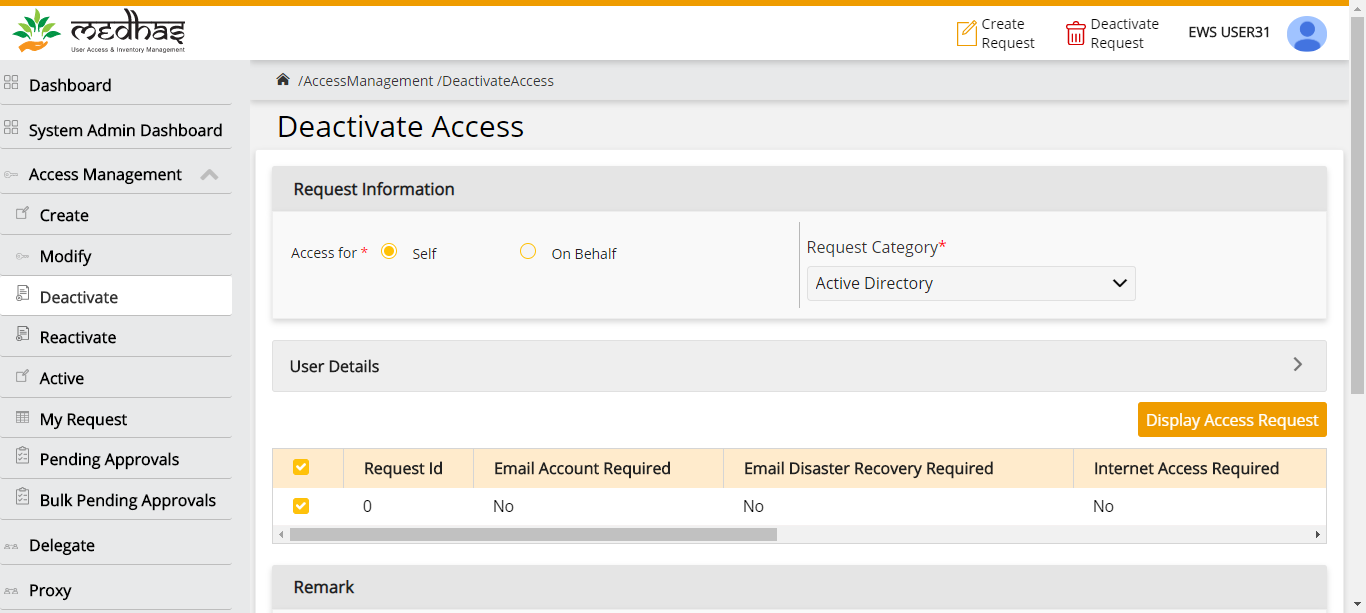 medhas
User Access & Inventory Management
Create
Request
Deactivate
Request
EWS USER31
Dashboard
System Admin Dashboard
Access Management
Create
Modify
Deactivate
Reactivate
Active
My Request
Pending Approvals
Bulk Pending Approvals
Delegate
Proxy
/AccessManagement /DeactivateAccess
Deactivate Access
Request Information
Access for * Self On Behalf
Request Category*
Active Directory
User Details
Display Access Request
Request Id Email Account Required Email Disaster Recovery Required Internet Access Required
0 No No No
Remark